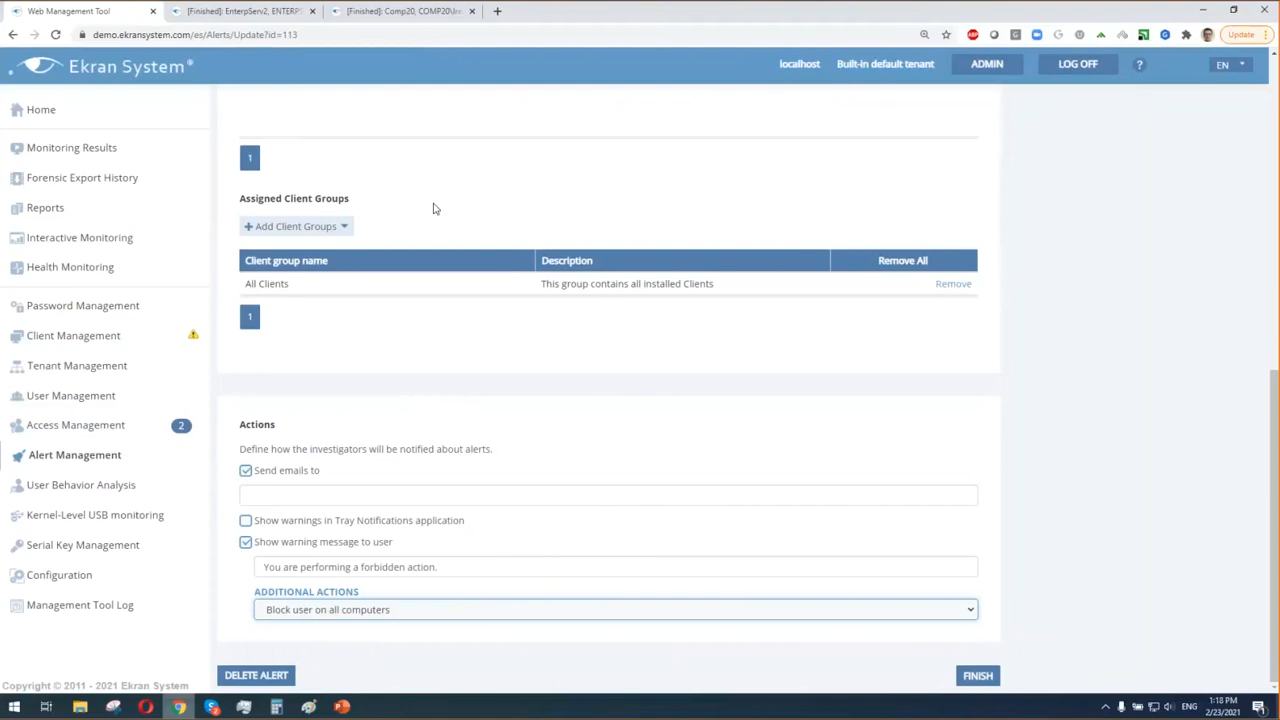 Web Management Tool
[Finished]: EnterpServ2, ENTERPS
[Finished]: Comp20, COMP20\
demo.ekransystem.com/es/Alerts/Update?id=113
ABP
Update
Ekran System®
localhost
Built-in default tenant
ADMIN
LOG OFF
?
EN
Home
Monitoring Results
Forensic Export History
Reports
Interactive Monitoring
Health Monitoring
Password Management
Client Management
Tenant Management
User Management
Access Management
2
Alert Management
User Behavior Analysis
Kernel-Level USB monitoring
Serial Key Management
Configuration
Management Tool Log
Copyright © 2011 - 2021 Ekran System
1
Assigned Client Groups
+ Add Client Groups
Client group name Description Remove All
All Clients This group contains all installed Clients Remove
1
Actions
Define how the investigators will be notified about alerts.
Send emails to
Show warnings in Tray Notifications application
Show warning message to user
You are performing a forbidden action.
ADDITIONAL ACTIONS
Block user on all computers
DELETE ALERT
FINISH
ENG
1:18 PM
2/23/2021